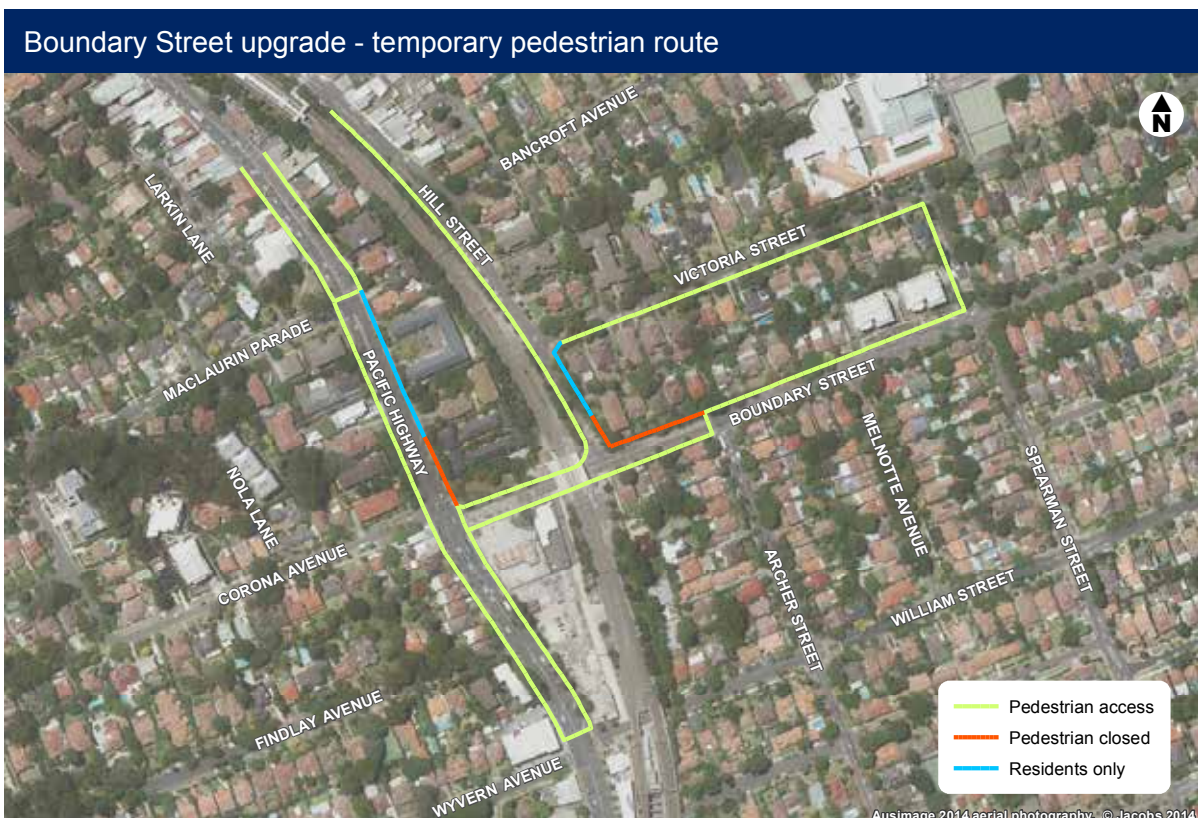 Boundary Street upgrade - temporary pedestrian route
N
BANCROFT AVENUE
LARKIN LANE
HILL STREET
VICTORIA STREET
MACLAURIN PARADE
PACIFIC HIGHWAY
BOUNDARY STREET
MELNOTTE AVENUE
SPEARMAN STREET
NOLA LANE
CORONA AVENUE
ARCHER STREET
WILLIAM STREET
FINDLAY AVENUE
WYVERN AVENUE
Pedestrian access
Pedestrian closed
Residents only
Ausimage 2014 aerial photography, © Jacobs 2014